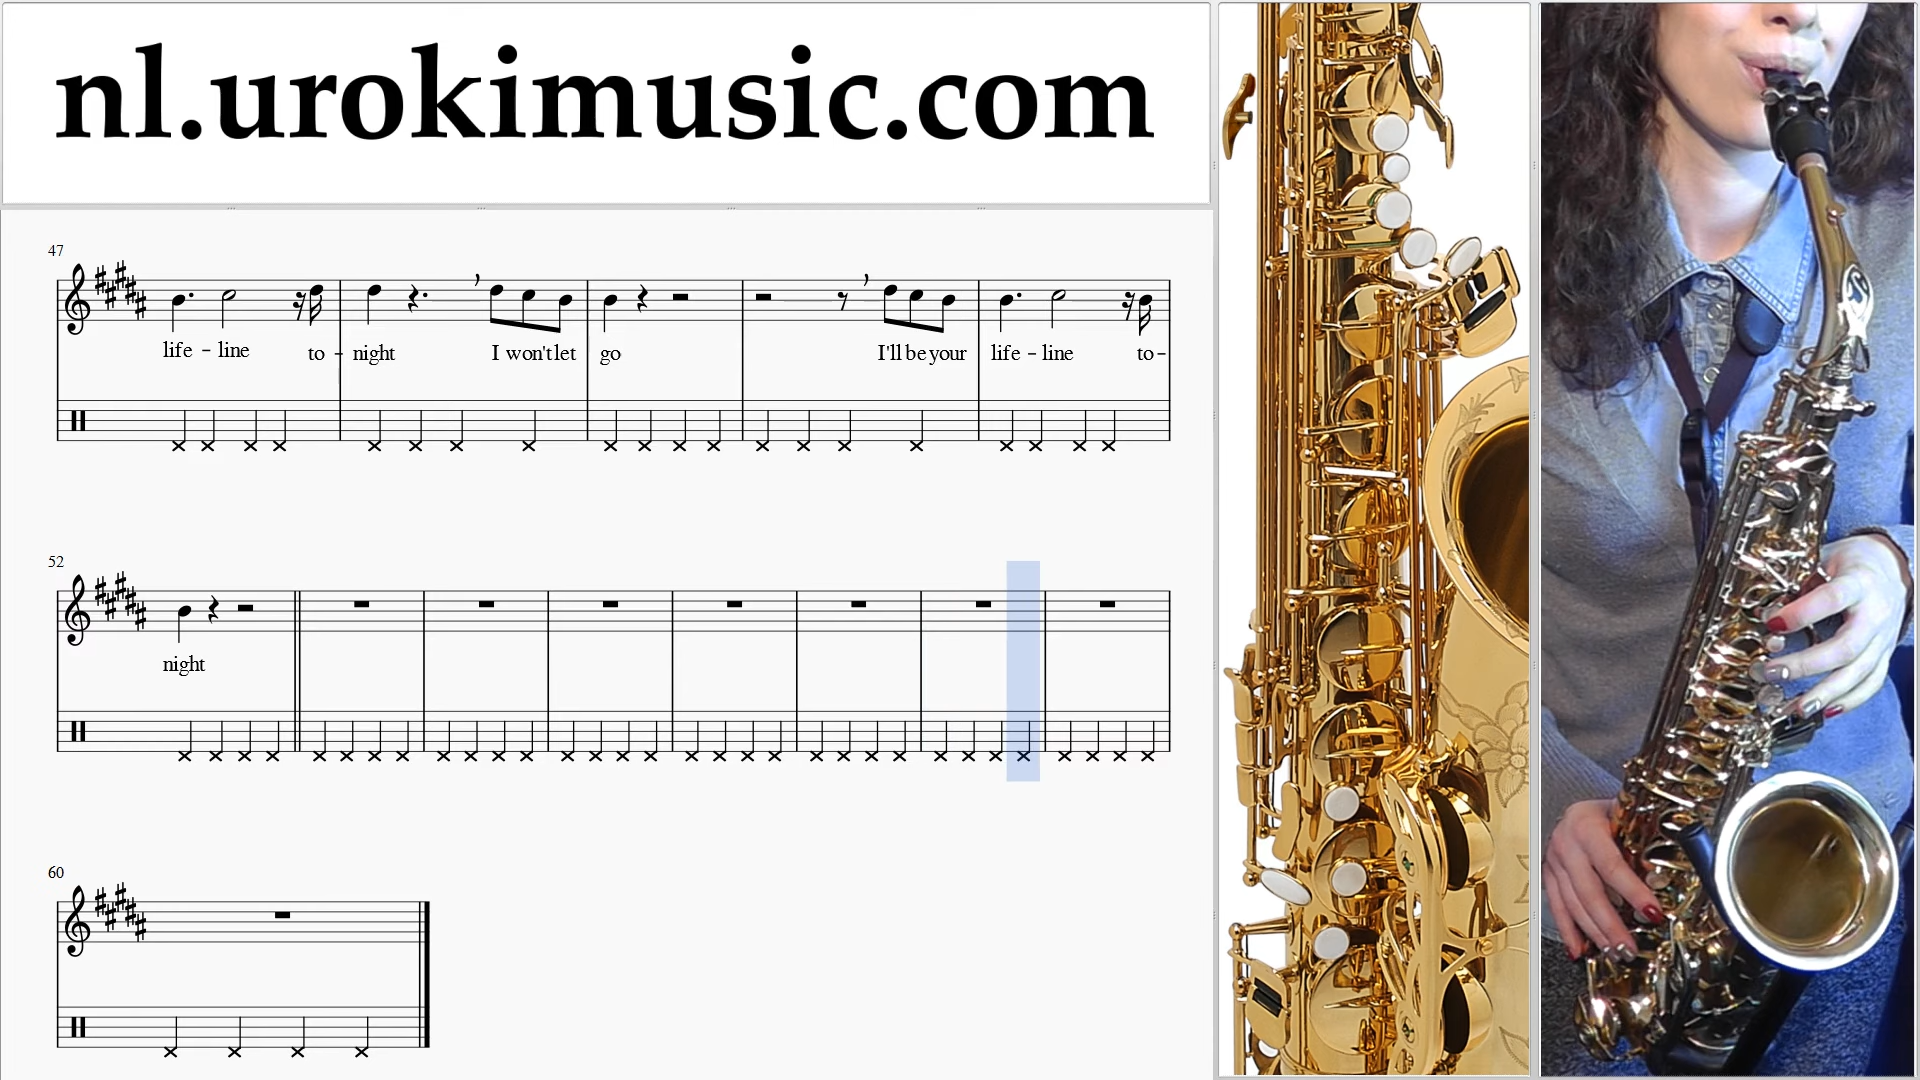 nl.urokimusic.com
47
life - line to - night I won't let go I'll be your life - line to -
52
night
60